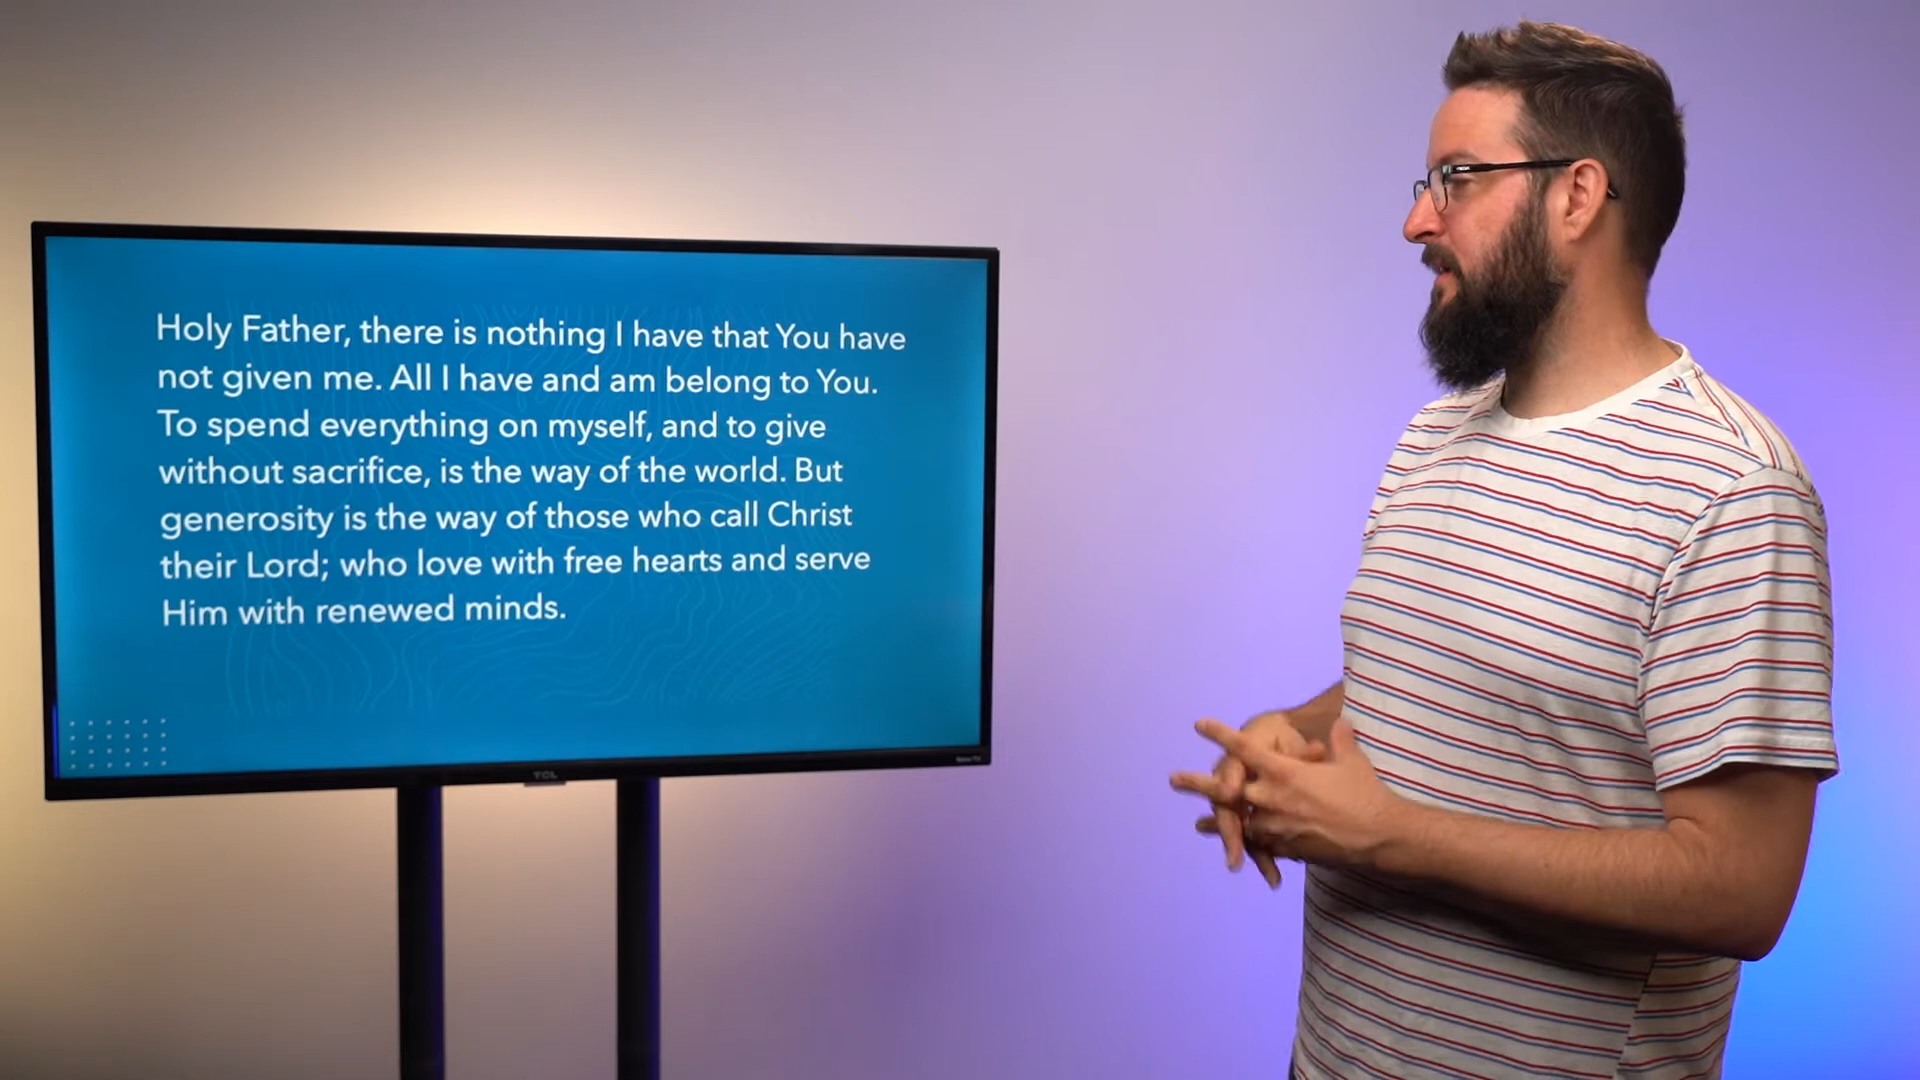 Holy Father, there is nothing I have that You have
not given me. All I have and am belong to You.
To spend everything on myself, and to give
without sacrifice, is the way of the world. But
generosity is the way of those who call Christ
their Lord; who love with free hearts and serve
Him with renewed minds.
TCL